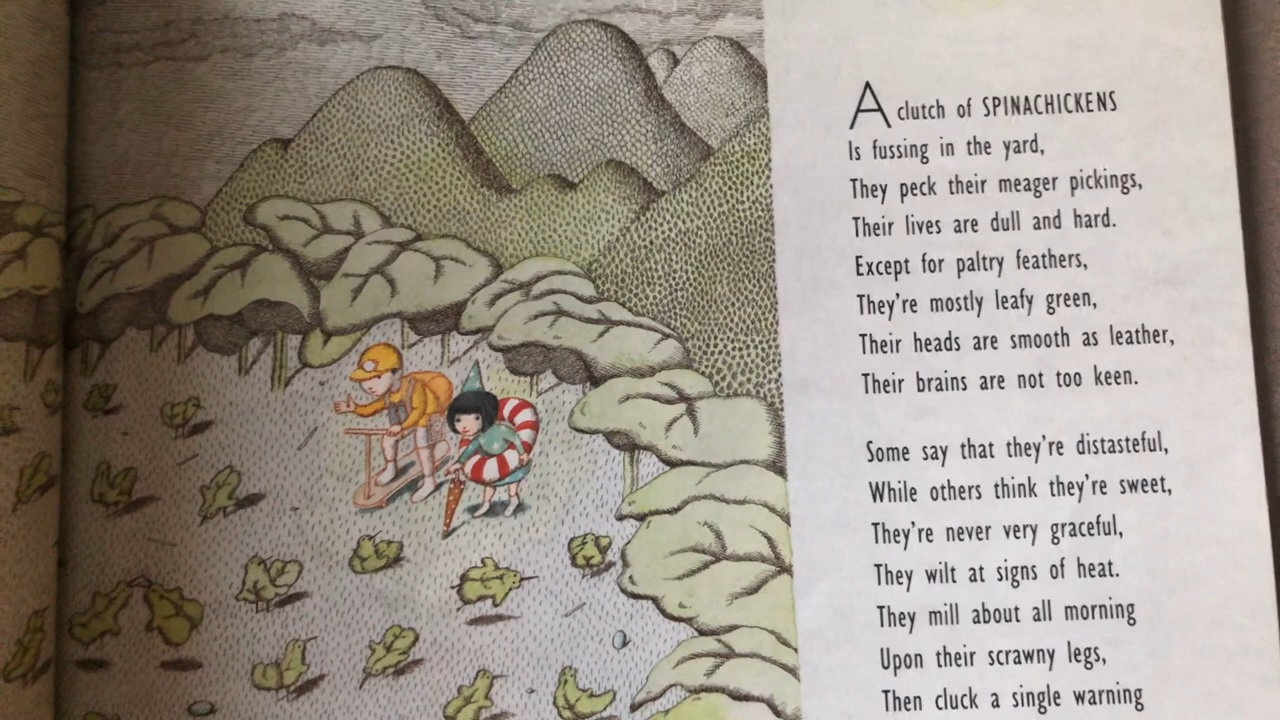 A clutch of SPINACHICKENS
Is fussing in the yard,
They peck their meager pickings,
Their lives are dull and hard.
Except for paltry feathers,
They're mostly leafy green,
Their heads are smooth as leather,
Their brains are not too keen.
Some say that they're distasteful,
While others think they're sweet,
They're never very graceful,
They wilt at signs of heat.
They mill about all morning
Upon their scrawny legs,
Then cluck a single warning